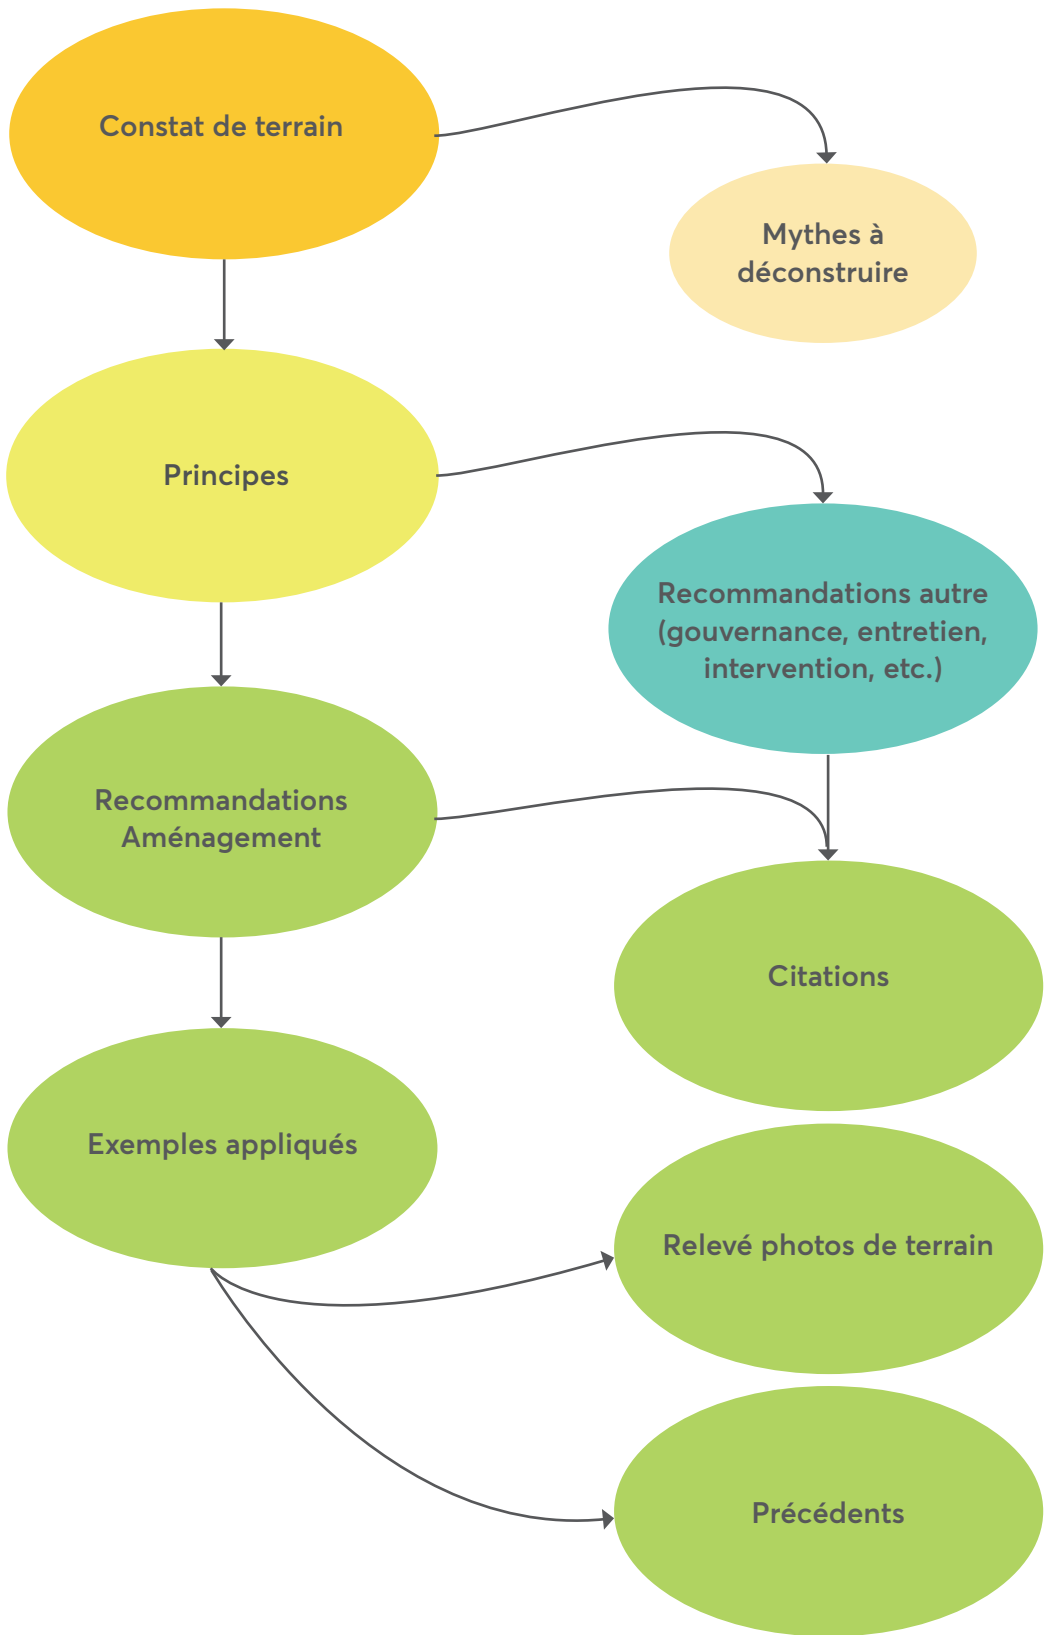 Constat de terrain
Mythes à
déconstruire
Principes
Recommandations autre
(gouvernance, entretien,
intervention, etc.)
Recommandations
Aménagement
Citations
Exemples appliqués
Relevé photos de terrain
Précédents